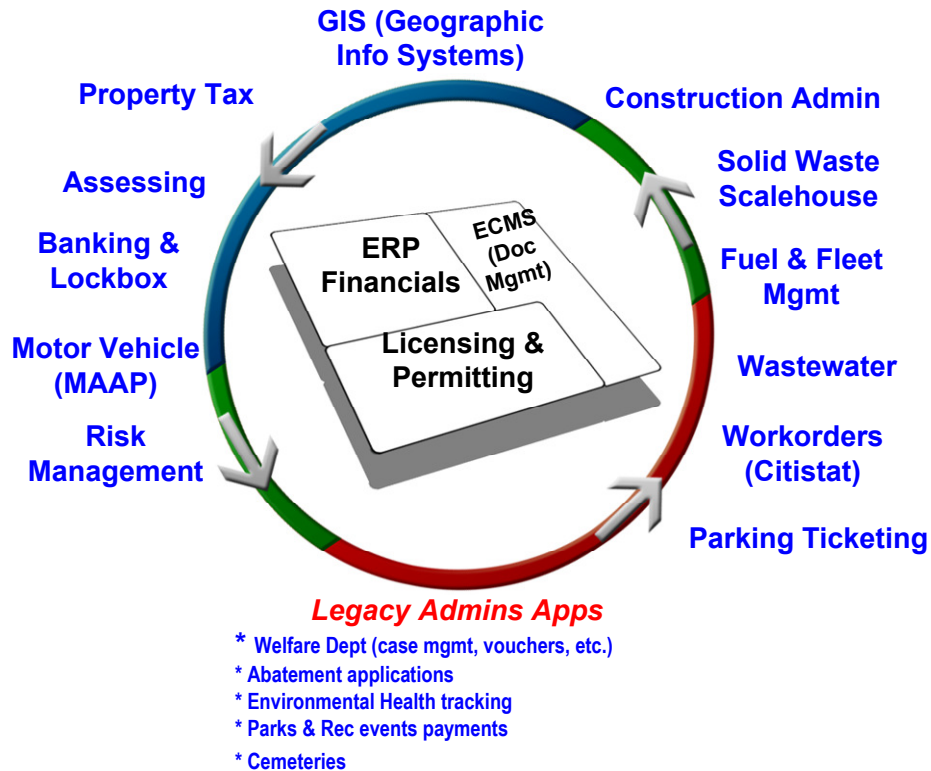 GIS (Geographic
Info Systems)
Property Tax
Construction Admin
Assessing
Solid Waste
Scalehouse
Banking &
Lockbox
ERP
Financials
ECMS
(Doc
Mgmt)
Fuel & Fleet
Mgmt
Motor Vehicle
(MAAP)
Licensing &
Permitting
Wastewater
Risk
Management
Workorders
(Citistat)
Parking Ticketing
Legacy Admins Apps
* Welfare Dept (case mgmt, vouchers, etc.)
* Abatement applications
* Environmental Health tracking
* Parks & Rec events payments
* Cemeteries